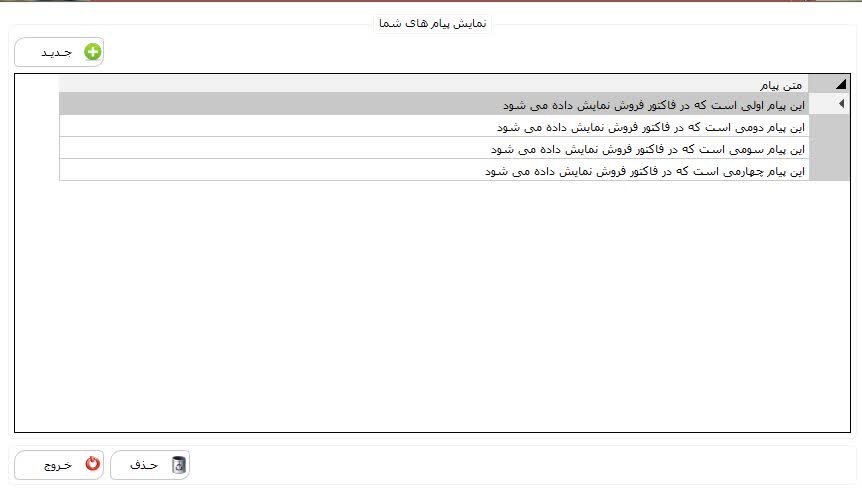 نمایش پیام های شما
جدید
متن پیام
این پیام اولی است که در فاکتور فروش نمایش داده می شود
این پیام دومی است که در فاکتور فروش نمایش داده می شود
این پیام سومی است که در فاکتور فروش نمایش داده می شود
این پیام چهارمی است که در فاکتور فروش نمایش داده می شود
حذف
خروج